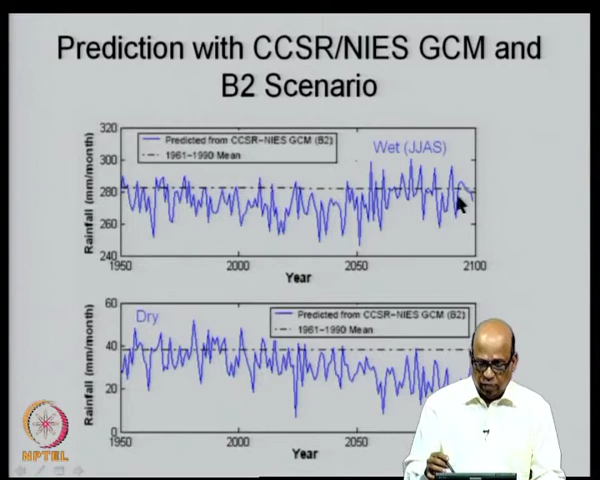 Prediction with CCSR/NIES GCM and
B2 Scenario
320
300
280
260
240
Rainfall (mm/month)
Predicted from CCSR-NIES GCM (B2)
1961-1990 Mean
Wet (JJAS)
1950
2000
2050
2100
Year
60
40
20
0
Rainfall (mm/month)
Dry
Predicted from CCSR-NIES GCM (B2)
1961-1990 Mean
1950
2000
Year
NPTEL